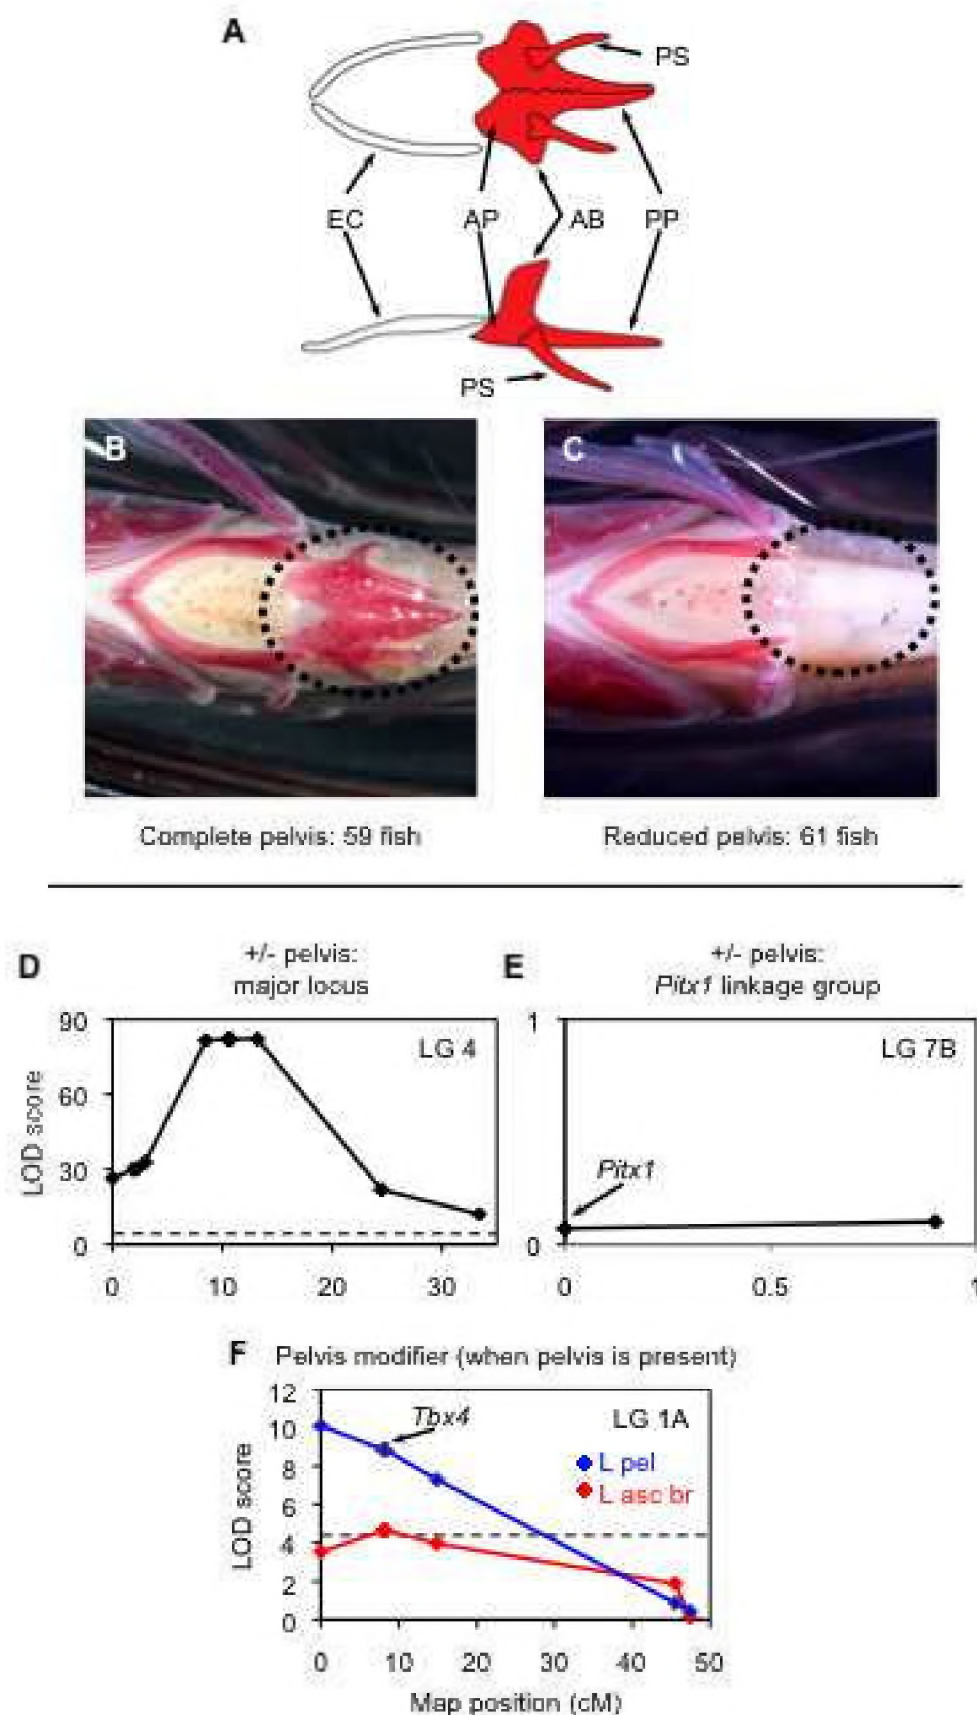 A
PS
EC
AP
AB
PP
PS
B
C
Complete pelvis: 59 fish
Reduced pelvis: 61 fish
D
+/- pelvis:
major locus
E
+/- pelvis:
Pitx1 linkage group
90
60
30
0
LOD score
LG 4
0
10
20
30
1
0
LG 7B
Pitx1
0
0.5
1
F
Pelvis modifier (when pelvis is present)
12
10
8
6
4
2
0
LOD score
Tbx4
LG 1A
L pel
L asc br
0
10
20
30
40
50
Map position (cM)